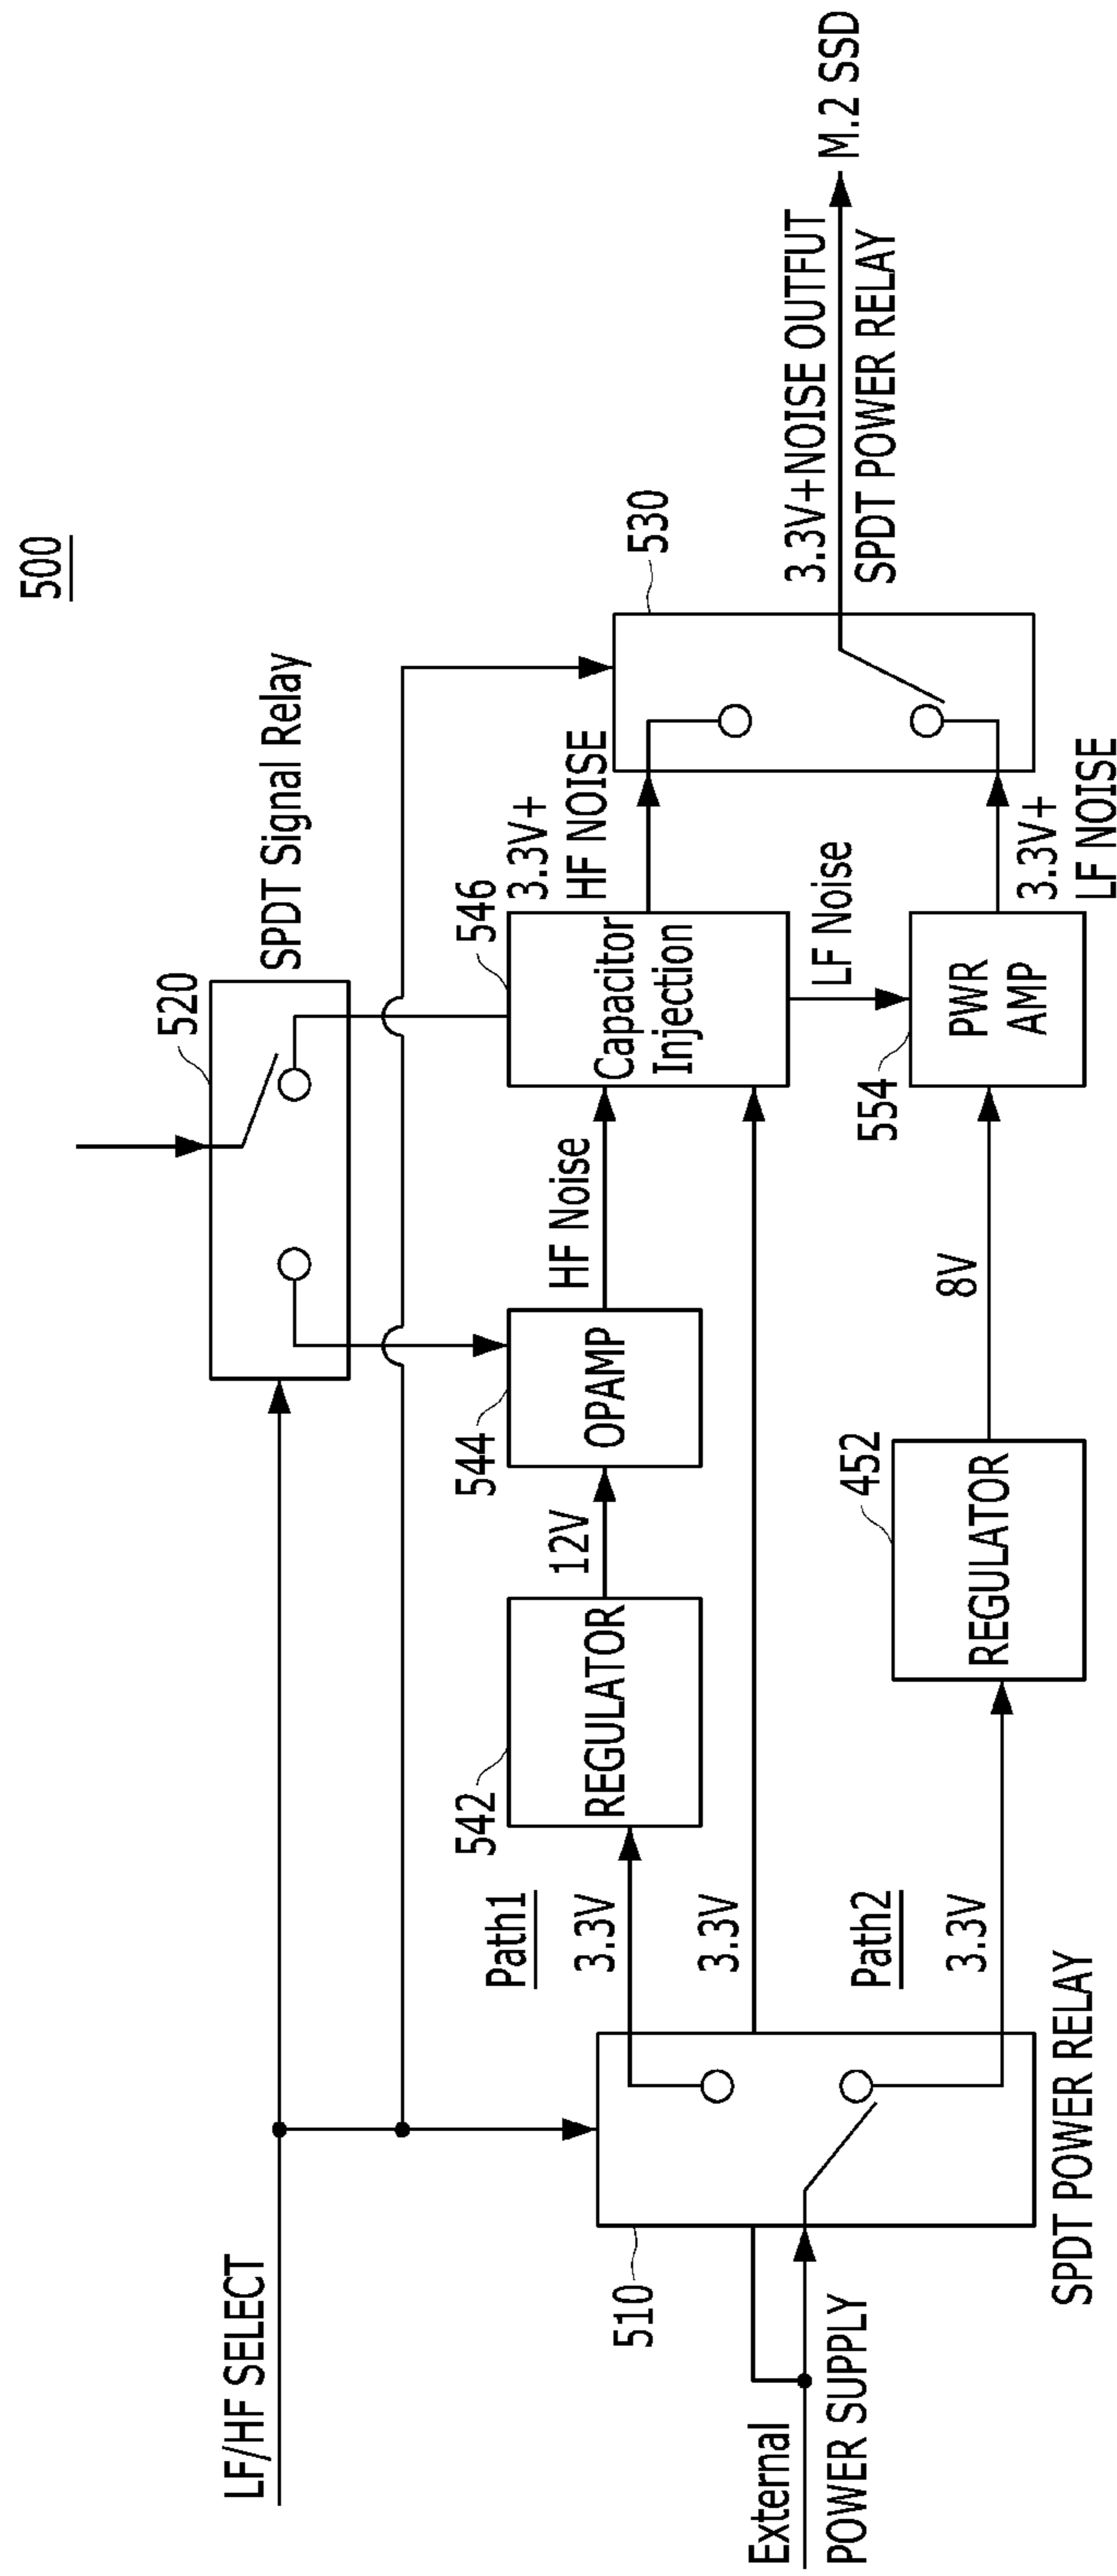 500
LF/HF SELECT
520
SPDT Signal Relay
External
POWER SUPPLY
510
SPDT POWER RELAY
Path1
3.3V
542
REGULATOR
12V
544
OPAMP
HF Noise
546
Capacitor
Injection
3.3V+
HF NOISE
3.3V
Path2
3.3V
452
REGULATOR
8V
554
PWR
AMP
LF Noise
3.3V+
LF NOISE
530
3.3V+NOISE OUTFUT
SPDT POWER RELAY
M.2 SSD